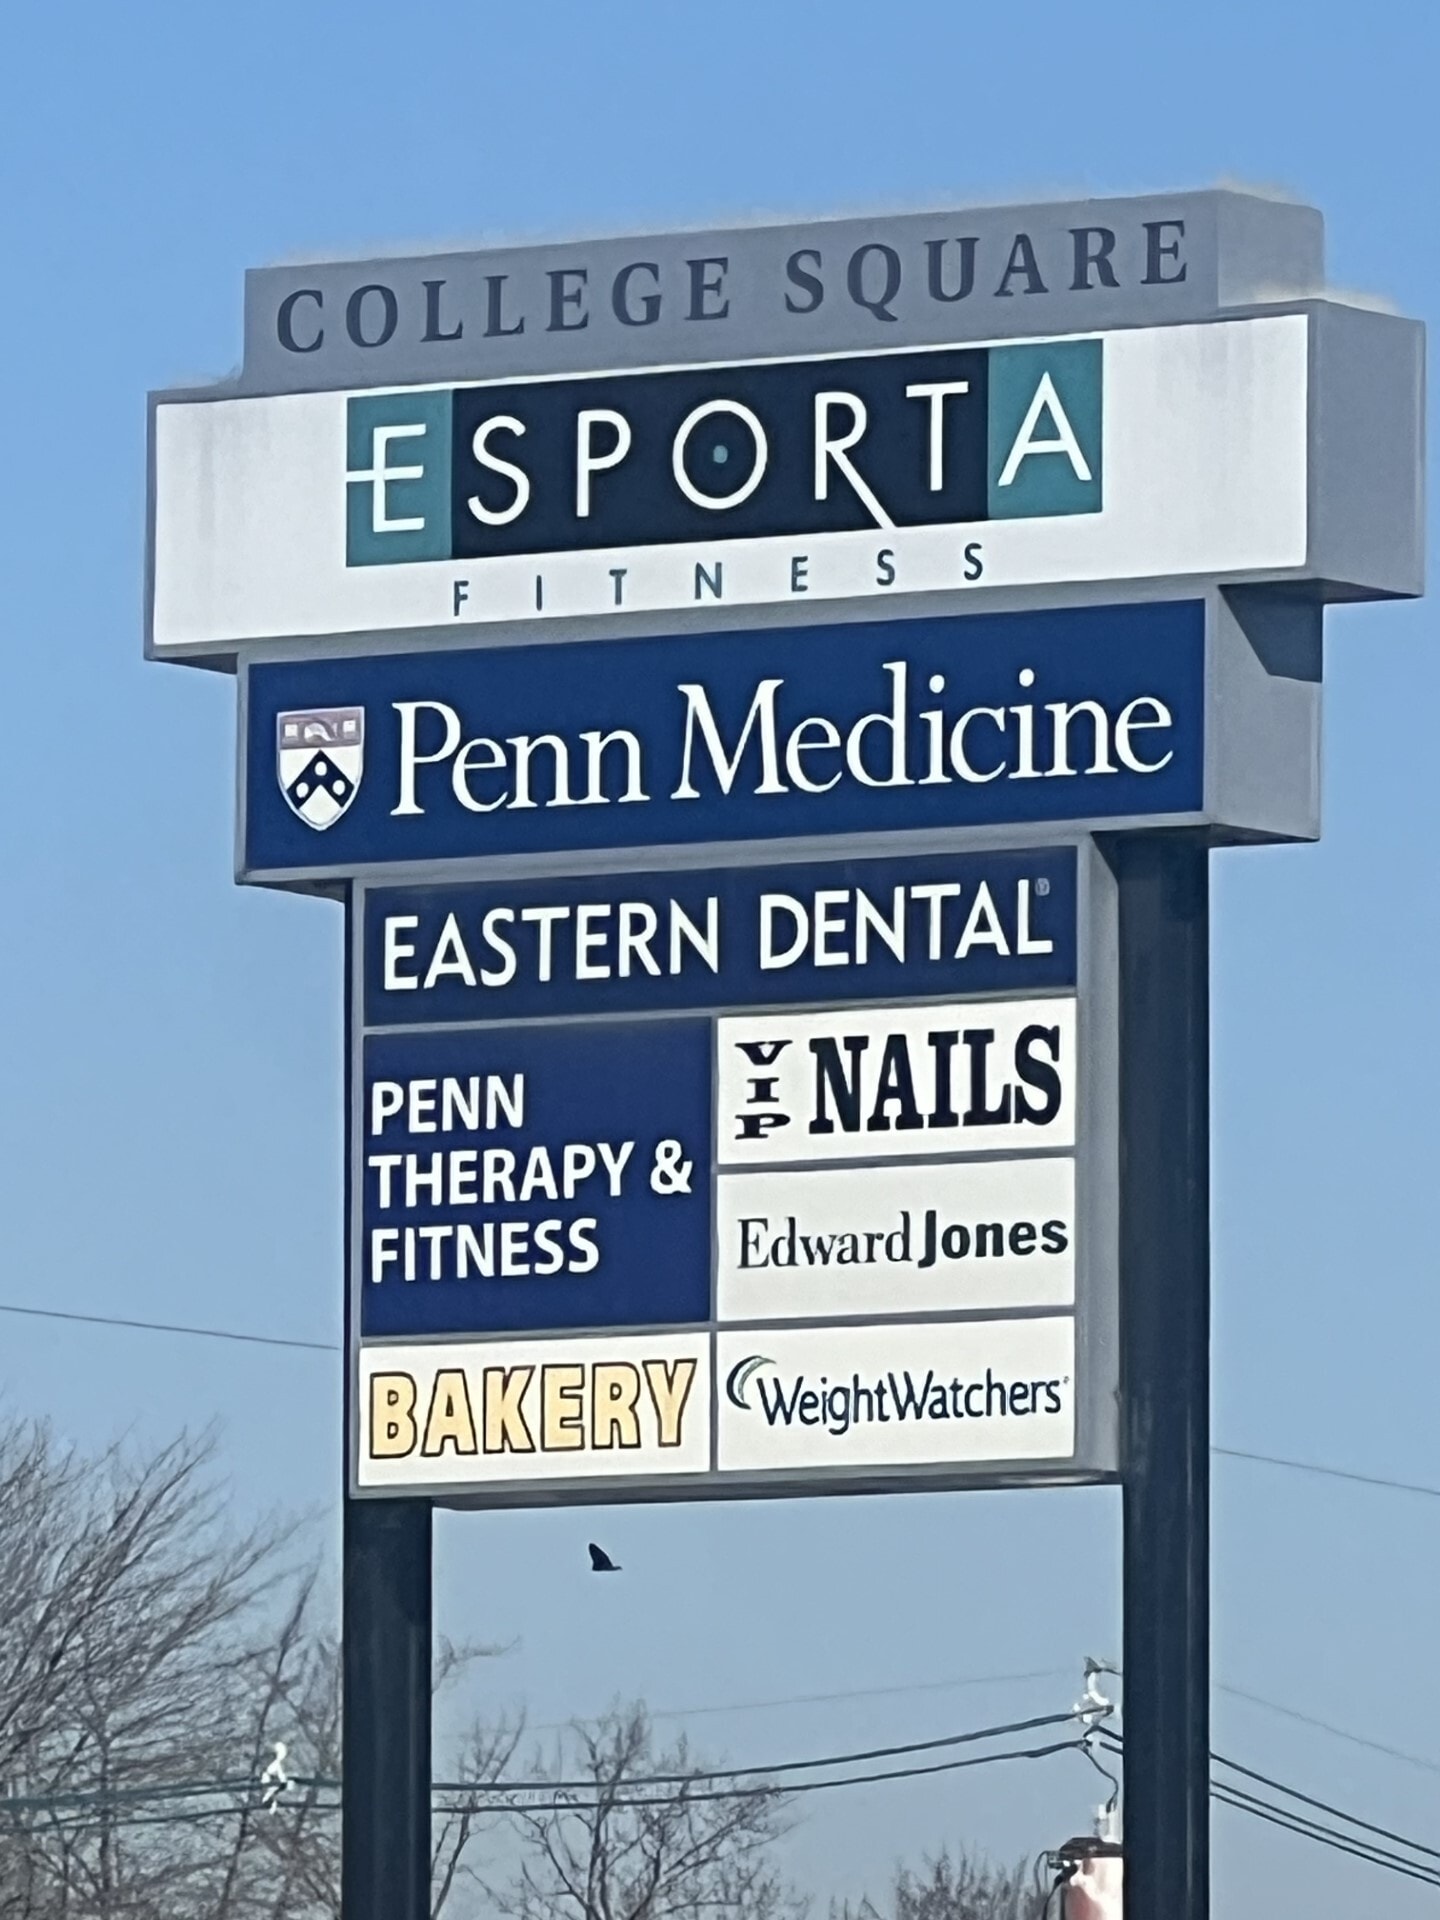 COLLEGE SQUARE
ESPORTA
FITNESS
Penn Medicine
EASTERN DENTAL®
PENN
THERAPY &
FITNESS
VIP NAILS
Edward Jones
BAKERY
WeightWatchers